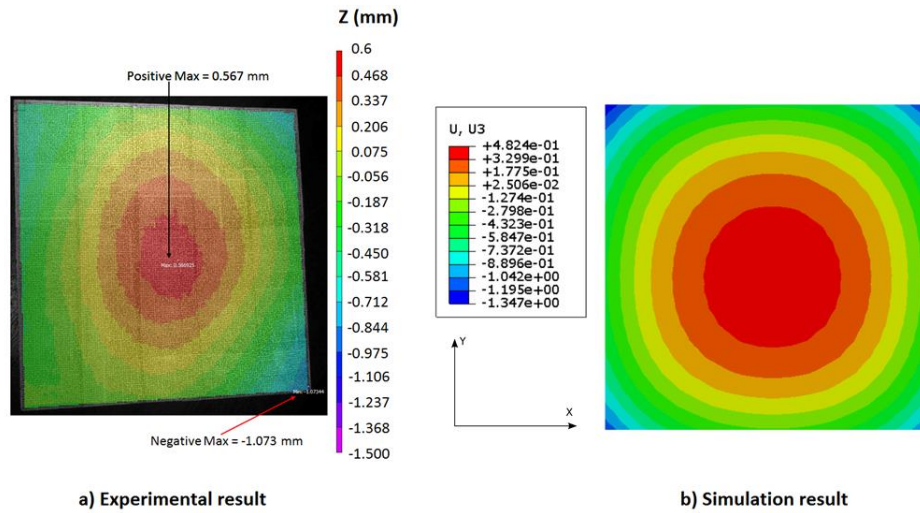 Z (mm)
Positive Max = 0.567 mm
0.6
0.468
0.337
0.206
0.075
-0.056
-0.187
-0.318
-0.450
-0.581
-0.712
-0.844
-0.975
-1.106
-1.237
-1.368
-1.500
Negative Max = -1.073 mm
U, U3
+4.824e-01
+3.299e-01
+1.775e-01
+2.506e-02
-1.274e-01
-2.798e-01
-4.323e-01
-5.847e-01
-7.372e-01
-8.896e-01
-1.042e+00
-1.195e+00
-1.347e+00
Y
X
a) Experimental result
b) Simulation result